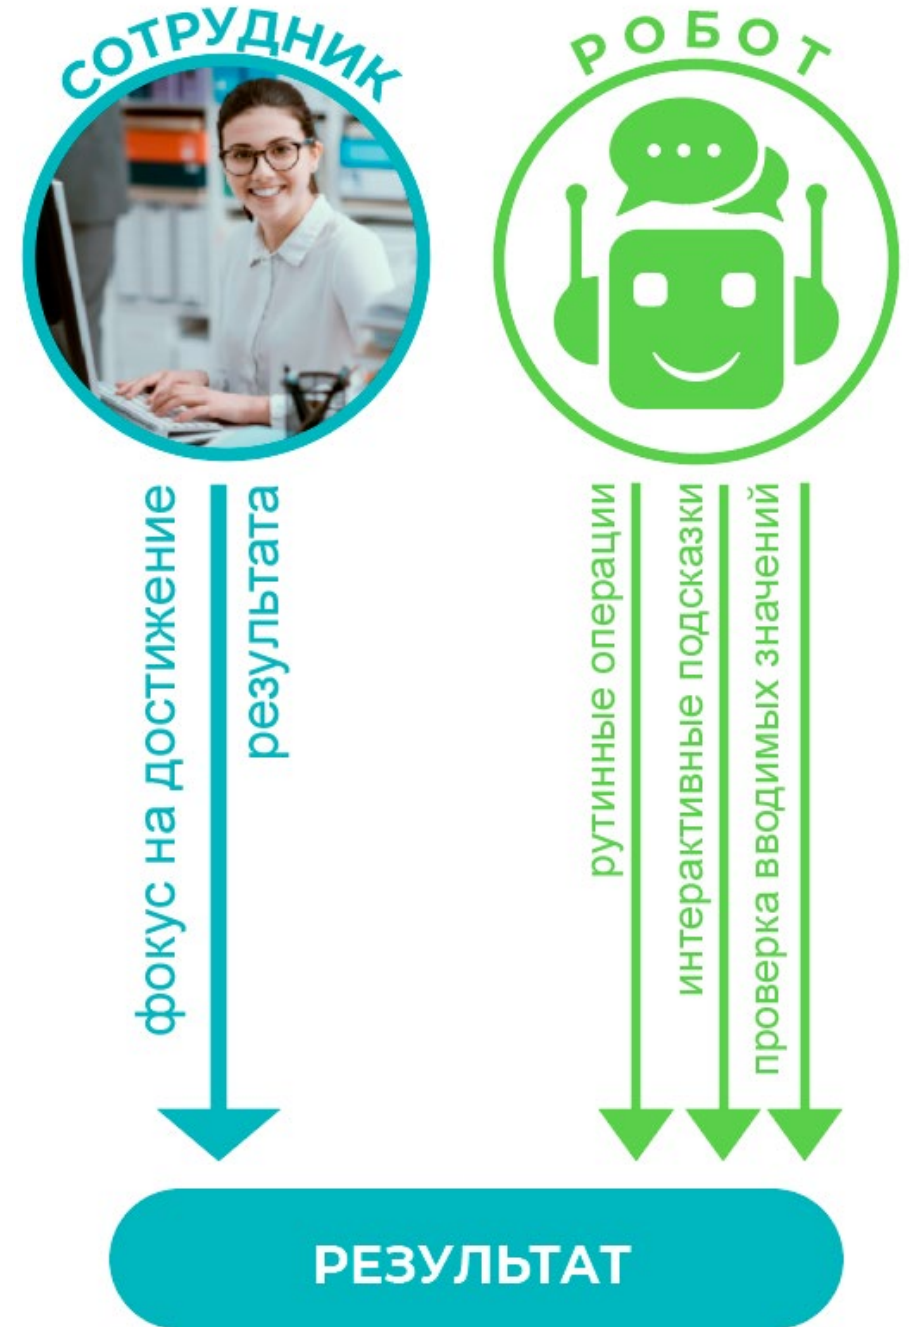 СОТРУДНИК
РОБОТ
фокус на достижение
результата
рутинные операции
интерактивные подсказки
проверка вводимых значений
РЕЗУЛЬТАТ